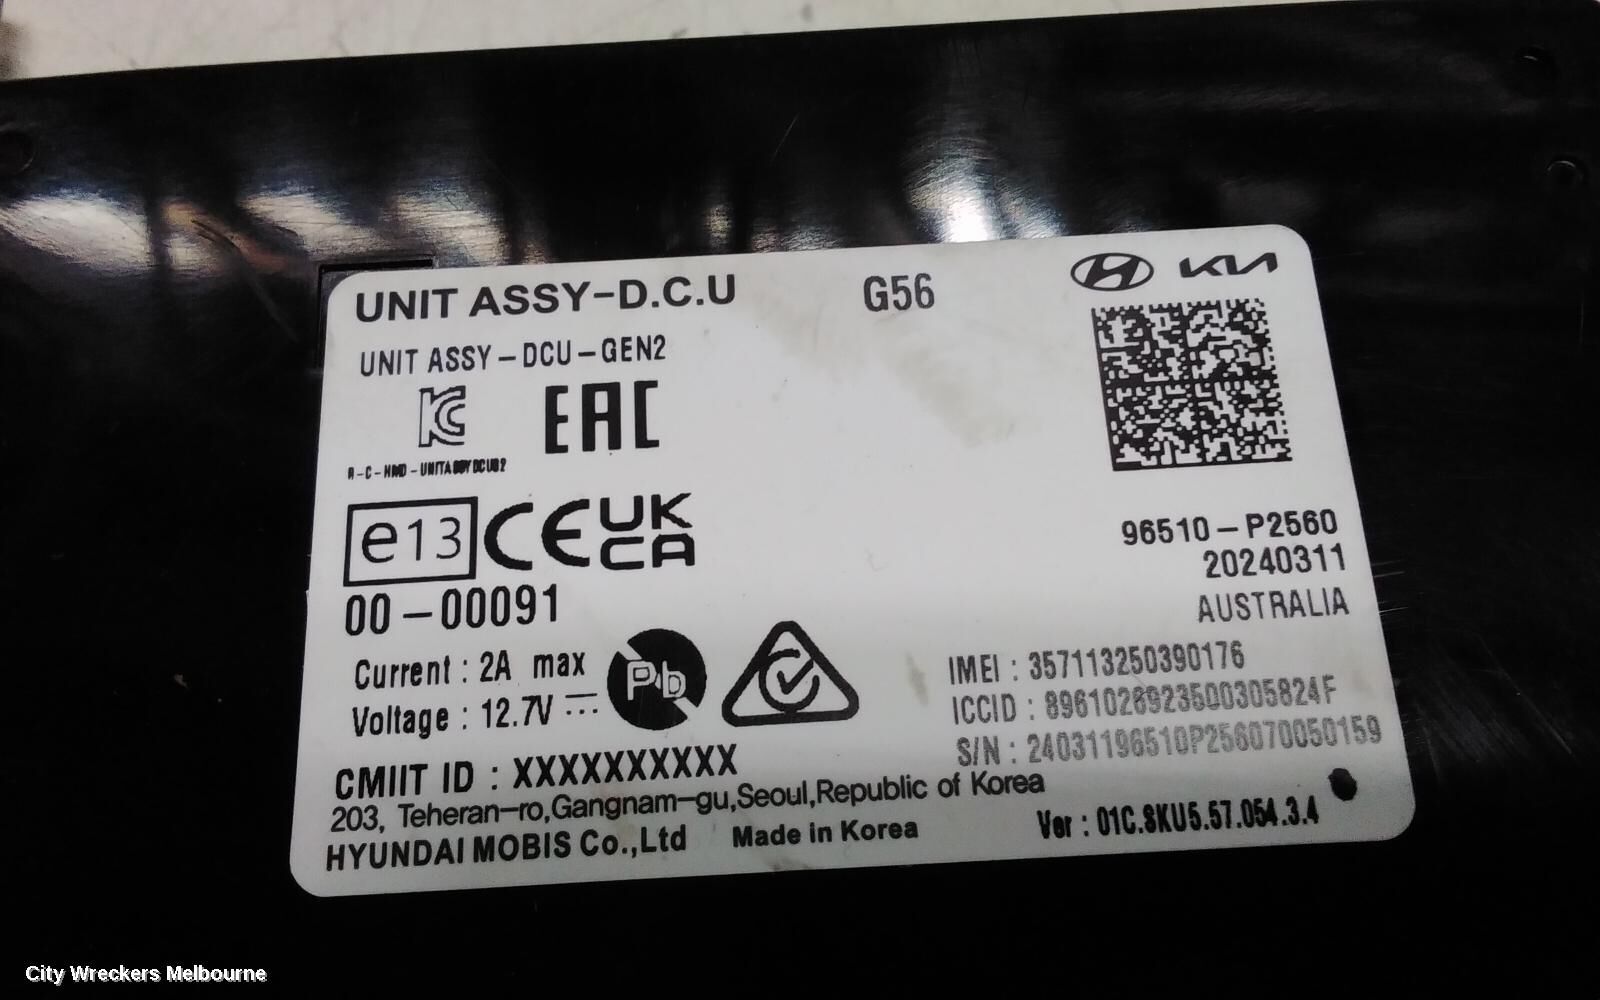 UNIT ASSY-D.C.U G56 KIA
UNIT ASSY-DCU-GEN2
EAC
e13 CE UK CA
00-00091
96510-P2560
20240311
AUSTRALIA
Current : 2A max
Voltage : 12.7V
Pb
IMEI : 357113250390176
ICCID : 89610289235003058 24F
S/N : 24031196510P256070050159
CMIIT ID : XXXXXXXXXX
203, Teheran-ro,Gangnam-gu,Seoul,Republic of Korea
HYUNDAI MOBIS Co.,Ltd Made in Korea
Ver : 01C.SKU5.57.054.3.4
City Wreckers Melbourne